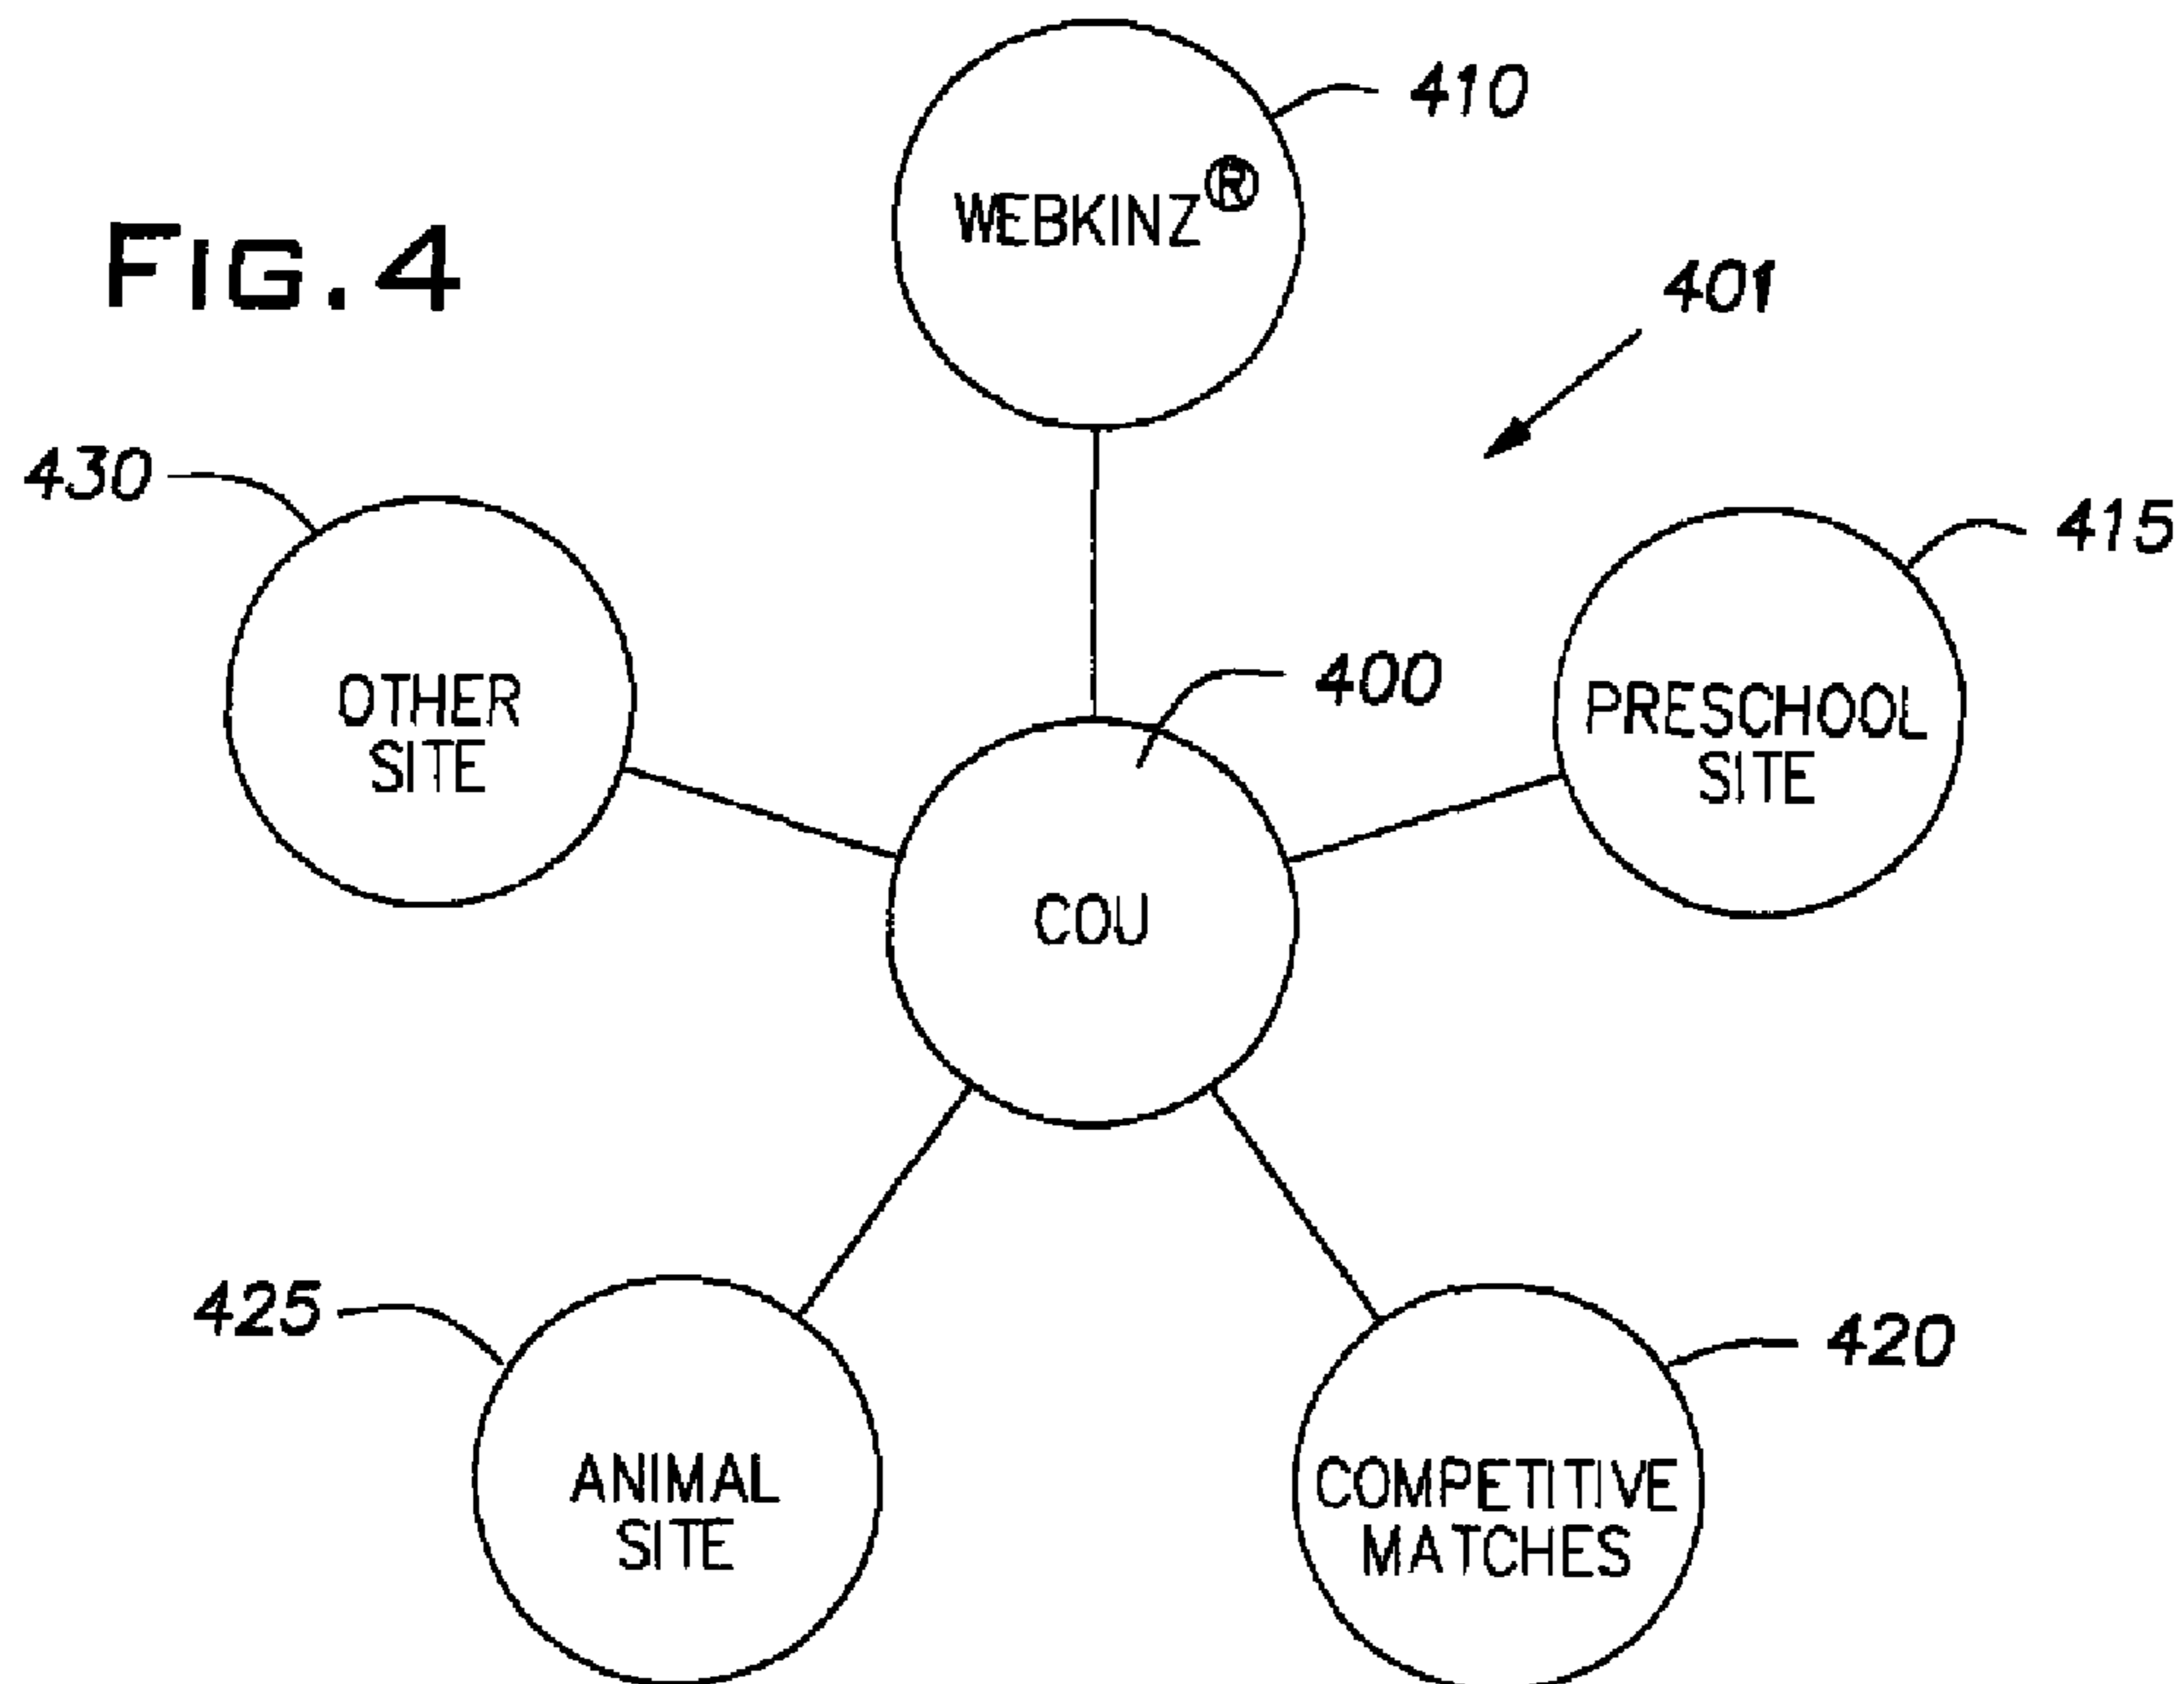 FIG. 4
WEBKINZ®
410
401
430
OTHER
SITE
415
PRESCHOOL
SITE
400
COU
425
ANIMAL
SITE
420
COMPETITIVE
MATCHES